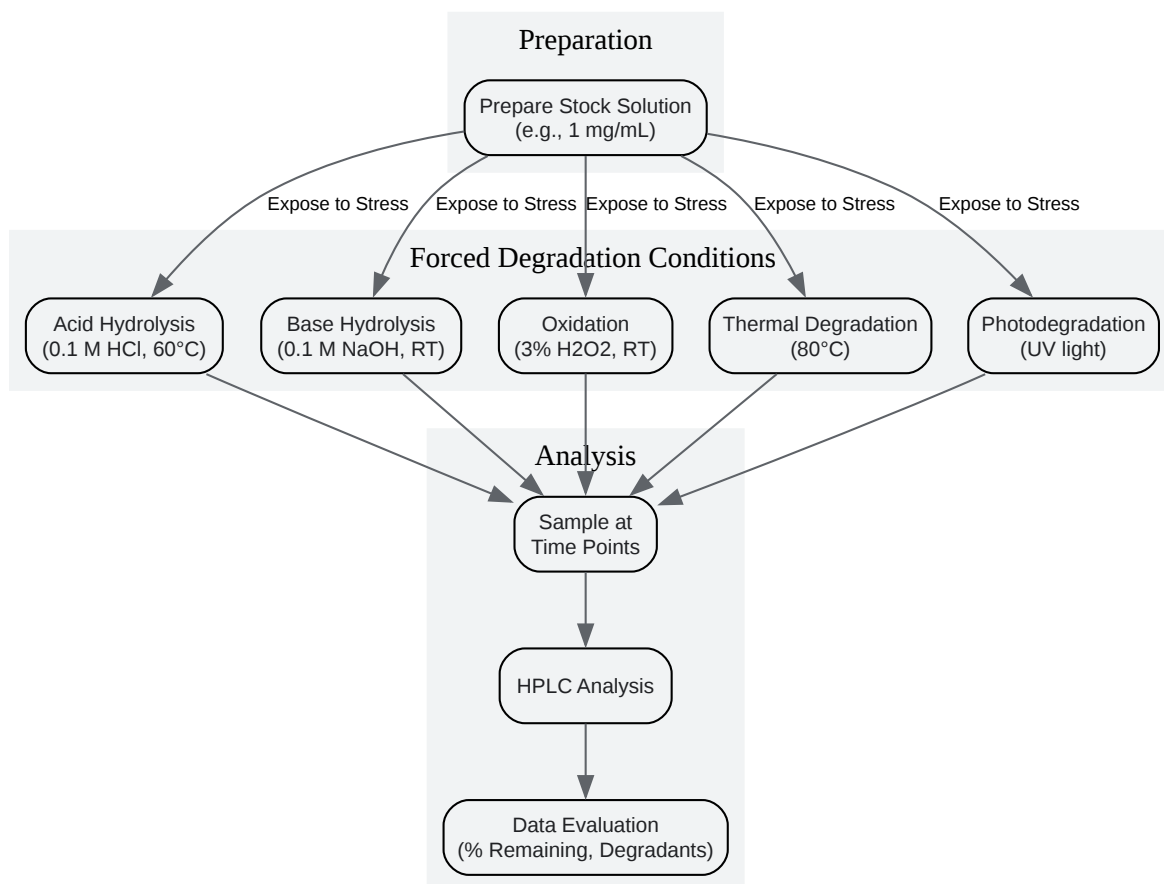 Preparation
Prepare Stock Solution
(e.g., 1 mg/mL)
Expose to Stress
Expose to Stress
Expose to Stress
Expose to Stress
Expose to Stress
Forced Degradation Conditions
Acid Hydrolysis
(0.1 M HCl, 60°C)
Base Hydrolysis
(0.1 M NaOH, RT)
Oxidation
(3% H2O2, RT)
Thermal Degradation
(80°C)
Photodegradation
(UV light)
Analysis
Sample at
Time Points
HPLC Analysis
Data Evaluation
(% Remaining, Degradants)